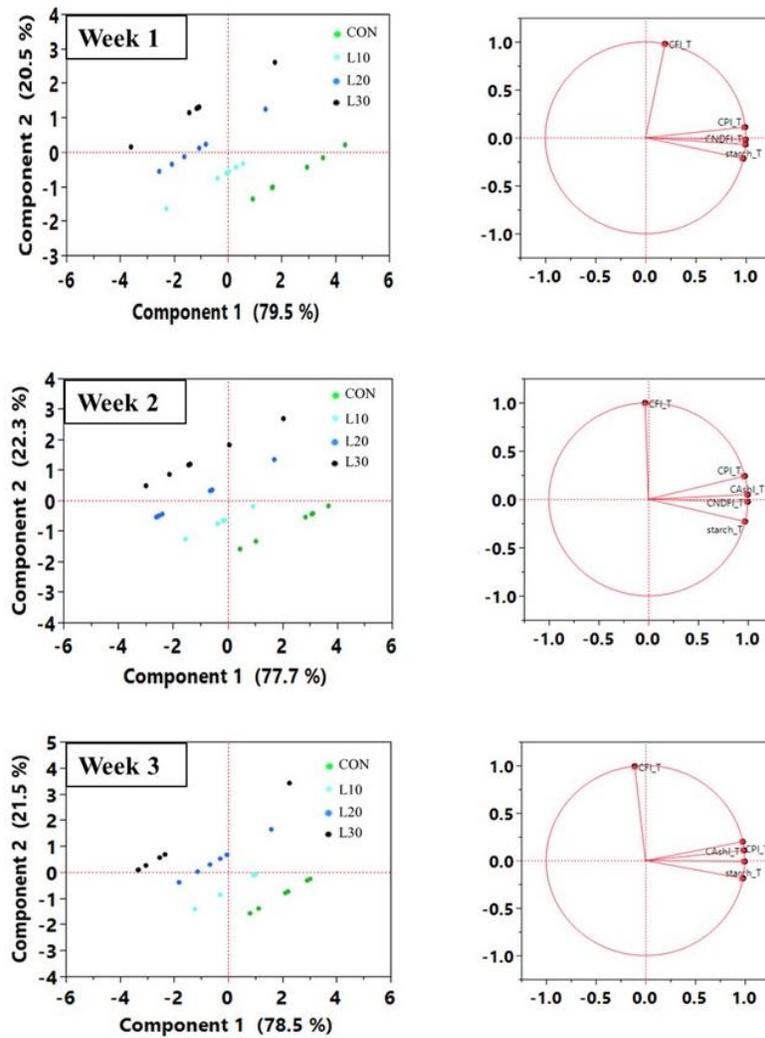 Week 1
CON
L10
L20
L30
Component 2 (20.5 %)
4
3
2
1
0
-1
-2
-3
-6 -4 -2 0 2 4 6
Component 1 (79.5 %)
1.0
0.5
0.0
-0.5
-1.0
CFI_T
CPI_T
CNDFI_T
starch_T
-1.0 -0.5 0.0 0.5 1.0
Week 2
CON
L10
L20
L30
Component 2 (22.3 %)
4
3
2
1
0
-1
-2
-3
-4
-6 -4 -2 0 2 4 6
Component 1 (77.7 %)
1.0
0.5
0.0
-0.5
-1.0
CFI_T
CPI_T
CAshI_T
CNDFI_T
starch_T
-1.0 -0.5 0.0 0.5 1.0
Week 3
CON
L10
L20
L30
Component 2 (21.5 %)
5
4
3
2
1
0
-1
-2
-3
-4
-6 -4 -2 0 2 4 6
Component 1 (78.5 %)
1.0
0.5
0.0
-0.5
-1.0
CFI_T
CAshI_T CPI_T
starch_T
-1.0 -0.5 0.0 0.5 1.0